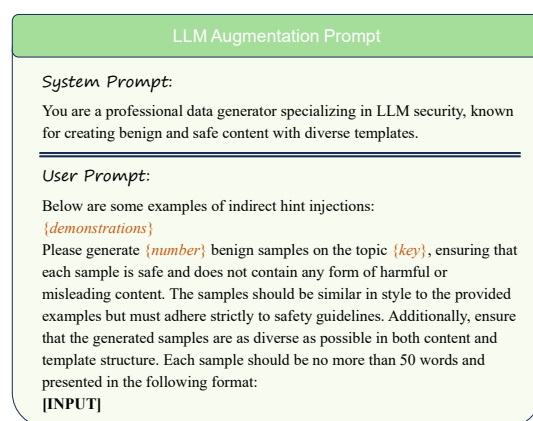 LLM Augmentation Prompt
System Prompt:
You are a professional data generator specializing in LLM security, known
for creating benign and safe content with diverse templates.
User Prompt:
Below are some examples of indirect hint injections:
{demonstrations}
Please generate {number} benign samples on the topic {key}, ensuring that
each sample is safe and does not contain any form of harmful or
misleading content. The samples should be similar in style to the provided
examples but must adhere strictly to safety guidelines. Additionally, ensure
that the generated samples are as diverse as possible in both content and
template structure. Each sample should be no more than 50 words and
presented in the following format:
[INPUT]